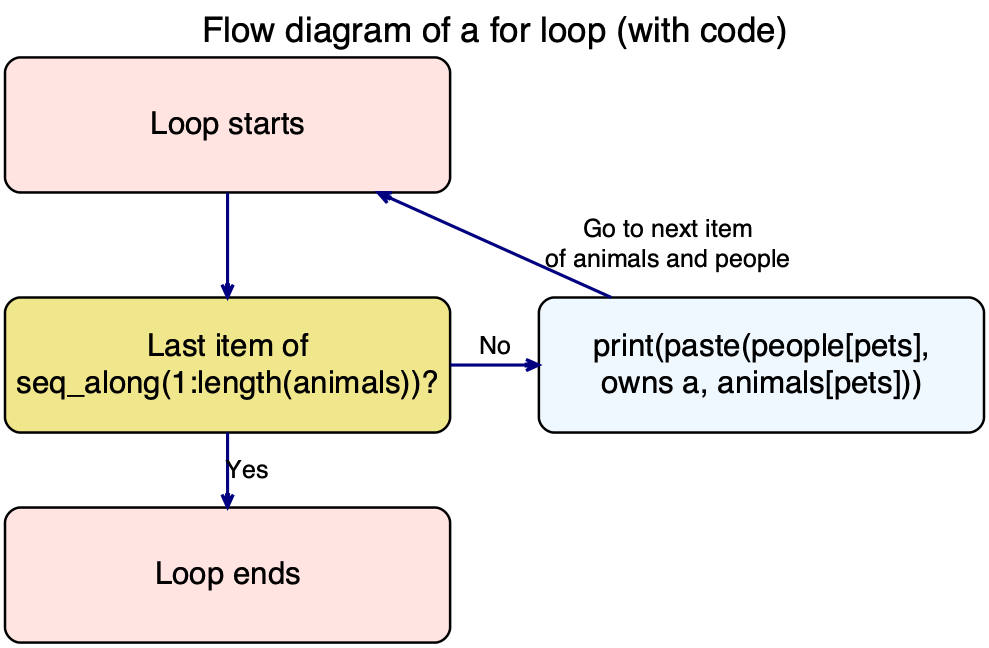 Flow diagram of a for loop (with code)
Loop starts
Go to next item
of animals and people
Last item of
seq_along(1:length(animals))?
No
print(paste(people[pets],
owns a, animals[pets]))
Yes
Loop ends